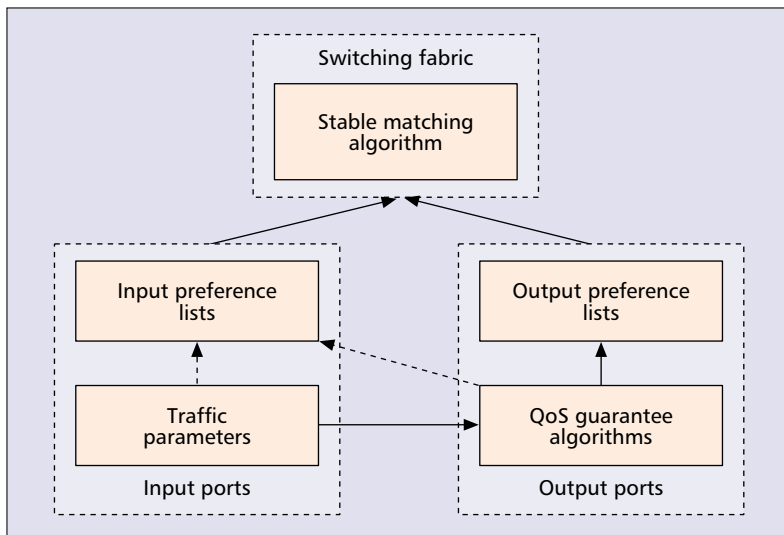 Switching fabric
Stable matching
algorithm
Input preference
lists
Output preference
lists
Traffic
parameters
QoS guarantee
algorithms
Input ports
Output ports